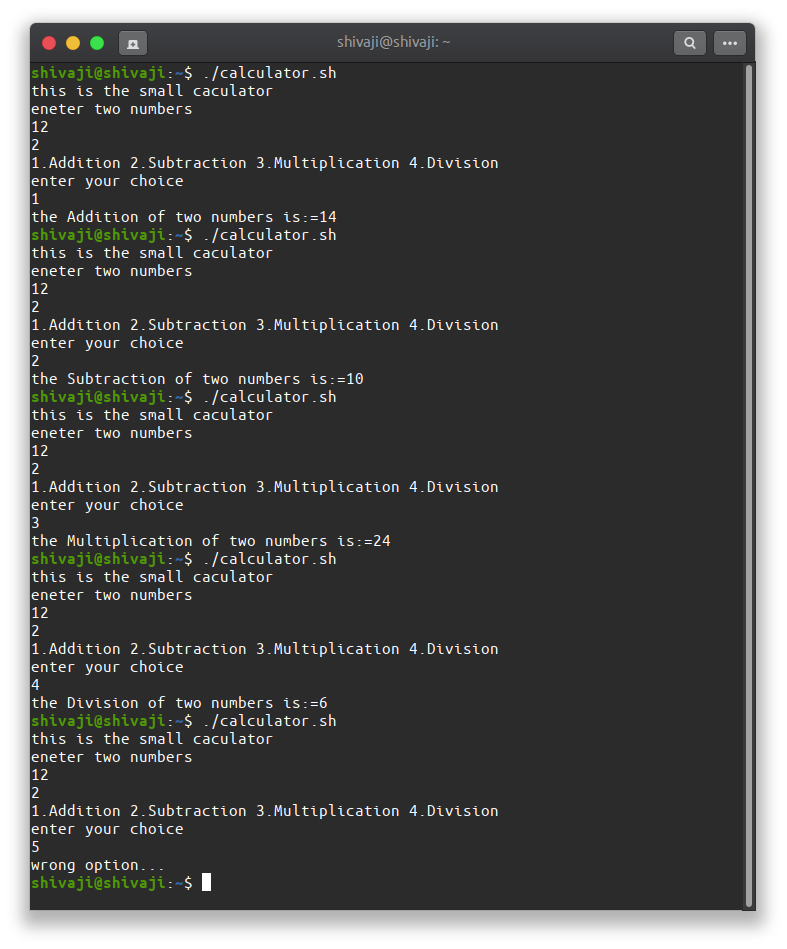 shivaji@shivaji: ~
shivaji@shivaji:~$ ./calculator.sh
this is the small caculator
eneter two numbers
12
2
1.Addition 2.Subtraction 3.Multiplication 4.Division
enter your choice
1
the Addition of two numbers is:=14
shivaji@shivaji:~$ ./calculator.sh
this is the small caculator
eneter two numbers
12
2
1.Addition 2.Subtraction 3.Multiplication 4.Division
enter your choice
2
the Subtraction of two numbers is:=10
shivaji@shivaji:~$ ./calculator.sh
this is the small caculator
eneter two numbers
12
2
1.Addition 2.Subtraction 3.Multiplication 4.Division
enter your choice
3
the Multiplication of two numbers is:=24
shivaji@shivaji:~$ ./calculator.sh
this is the small caculator
eneter two numbers
12
2
1.Addition 2.Subtraction 3.Multiplication 4.Division
enter your choice
4
the Division of two numbers is:=6
shivaji@shivaji:~$ ./calculator.sh
this is the small caculator
eneter two numbers
12
2
1.Addition 2.Subtraction 3.Multiplication 4.Division
enter your choice
5
wrong option...
shivaji@shivaji:~$